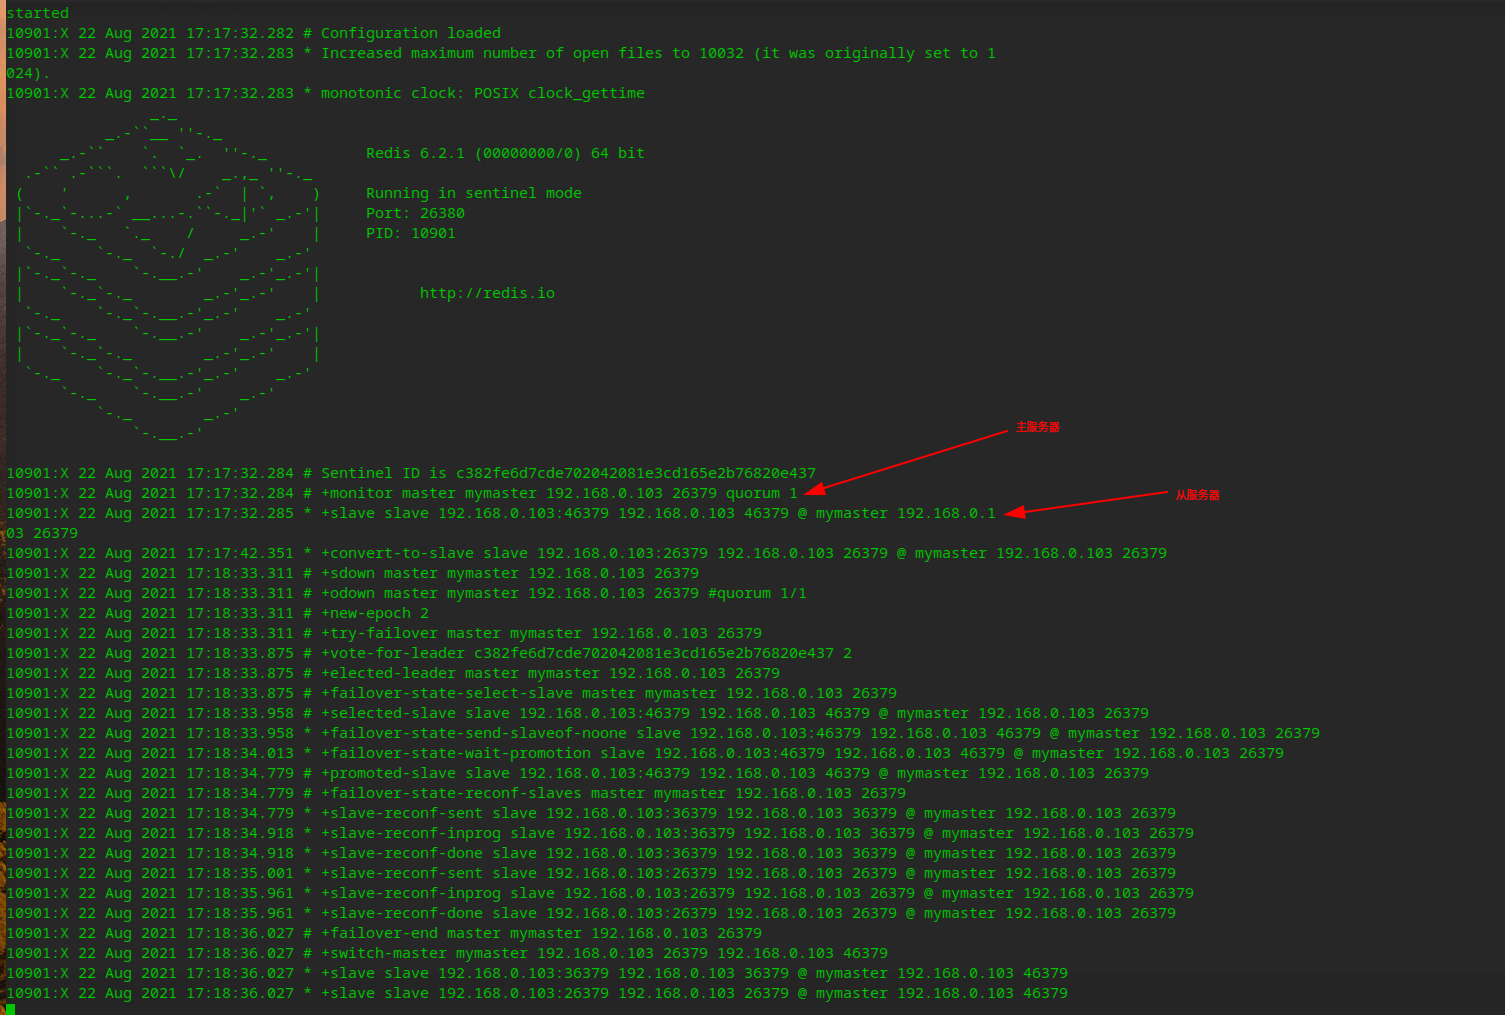 started
10901:X 22 Aug 2021 17:17:32.282 # Configuration loaded
10901:X 22 Aug 2021 17:17:32.283 * Increased maximum number of open files to 10032 (it was originally set to 1
024).
10901:X 22 Aug 2021 17:17:32.283 * monotonic clock: POSIX clock_gettime
Redis 6.2.1 (00000000/0) 64 bit
Running in sentinel mode
Port: 26380
PID: 10901
http://redis.io
主服务器
10901:X 22 Aug 2021 17:17:32.284 # Sentinel ID is c382fe6d7cde702042081e3cd165e2b76820e437
10901:X 22 Aug 2021 17:17:32.284 # +monitor master mymaster 192.168.0.103 26379 quorum 1
从服务器
10901:X 22 Aug 2021 17:17:32.285 * +slave slave 192.168.0.103:46379 192.168.0.103 46379 @ mymaster 192.168.0.1
03 26379
10901:X 22 Aug 2021 17:17:42.351 * +convert-to-slave slave 192.168.0.103:26379 192.168.0.103 26379 @ mymaster 192.168.0.103 26379
10901:X 22 Aug 2021 17:18:33.311 # +sdown master mymaster 192.168.0.103 26379
10901:X 22 Aug 2021 17:18:33.311 # +odown master mymaster 192.168.0.103 26379 #quorum 1/1
10901:X 22 Aug 2021 17:18:33.311 # +new-epoch 2
10901:X 22 Aug 2021 17:18:33.311 # +try-failover master mymaster 192.168.0.103 26379
10901:X 22 Aug 2021 17:18:33.875 # +vote-for-leader c382fe6d7cde702042081e3cd165e2b76820e437 2
10901:X 22 Aug 2021 17:18:33.875 # +elected-leader master mymaster 192.168.0.103 26379
10901:X 22 Aug 2021 17:18:33.875 # +failover-state-select-slave master mymaster 192.168.0.103 26379
10901:X 22 Aug 2021 17:18:33.958 # +selected-slave slave 192.168.0.103:46379 192.168.0.103 46379 @ mymaster 192.168.0.103 26379
10901:X 22 Aug 2021 17:18:33.958 * +failover-state-send-slaveof-noone slave 192.168.0.103:46379 192.168.0.103 46379 @ mymaster 192.168.0.103 26379
10901:X 22 Aug 2021 17:18:34.013 * +failover-state-wait-promotion slave 192.168.0.103:46379 192.168.0.103 46379 @ mymaster 192.168.0.103 26379
10901:X 22 Aug 2021 17:18:34.779 # +promoted-slave slave 192.168.0.103:46379 192.168.0.103 46379 @ mymaster 192.168.0.103 26379
10901:X 22 Aug 2021 17:18:34.779 # +failover-state-reconf-slaves master mymaster 192.168.0.103 26379
10901:X 22 Aug 2021 17:18:34.779 * +slave-reconf-sent slave 192.168.0.103:36379 192.168.0.103 36379 @ mymaster 192.168.0.103 26379
10901:X 22 Aug 2021 17:18:34.918 * +slave-reconf-inprog slave 192.168.0.103:36379 192.168.0.103 36379 @ mymaster 192.168.0.103 26379
10901:X 22 Aug 2021 17:18:34.918 * +slave-reconf-done slave 192.168.0.103:36379 192.168.0.103 36379 @ mymaster 192.168.0.103 26379
10901:X 22 Aug 2021 17:18:35.001 * +slave-reconf-sent slave 192.168.0.103:26379 192.168.0.103 26379 @ mymaster 192.168.0.103 26379
10901:X 22 Aug 2021 17:18:35.961 * +slave-reconf-inprog slave 192.168.0.103:26379 192.168.0.103 26379 @ mymaster 192.168.0.103 26379
10901:X 22 Aug 2021 17:18:35.961 * +slave-reconf-done slave 192.168.0.103:26379 192.168.0.103 26379 @ mymaster 192.168.0.103 26379
10901:X 22 Aug 2021 17:18:36.027 # +failover-end master mymaster 192.168.0.103 26379
10901:X 22 Aug 2021 17:18:36.027 # +switch-master mymaster 192.168.0.103 26379 192.168.0.103 46379
10901:X 22 Aug 2021 17:18:36.027 * +slave slave 192.168.0.103:36379 192.168.0.103 36379 @ mymaster 192.168.0.103 46379
10901:X 22 Aug 2021 17:18:36.027 * +slave slave 192.168.0.103:26379 192.168.0.103 26379 @ mymaster 192.168.0.103 46379